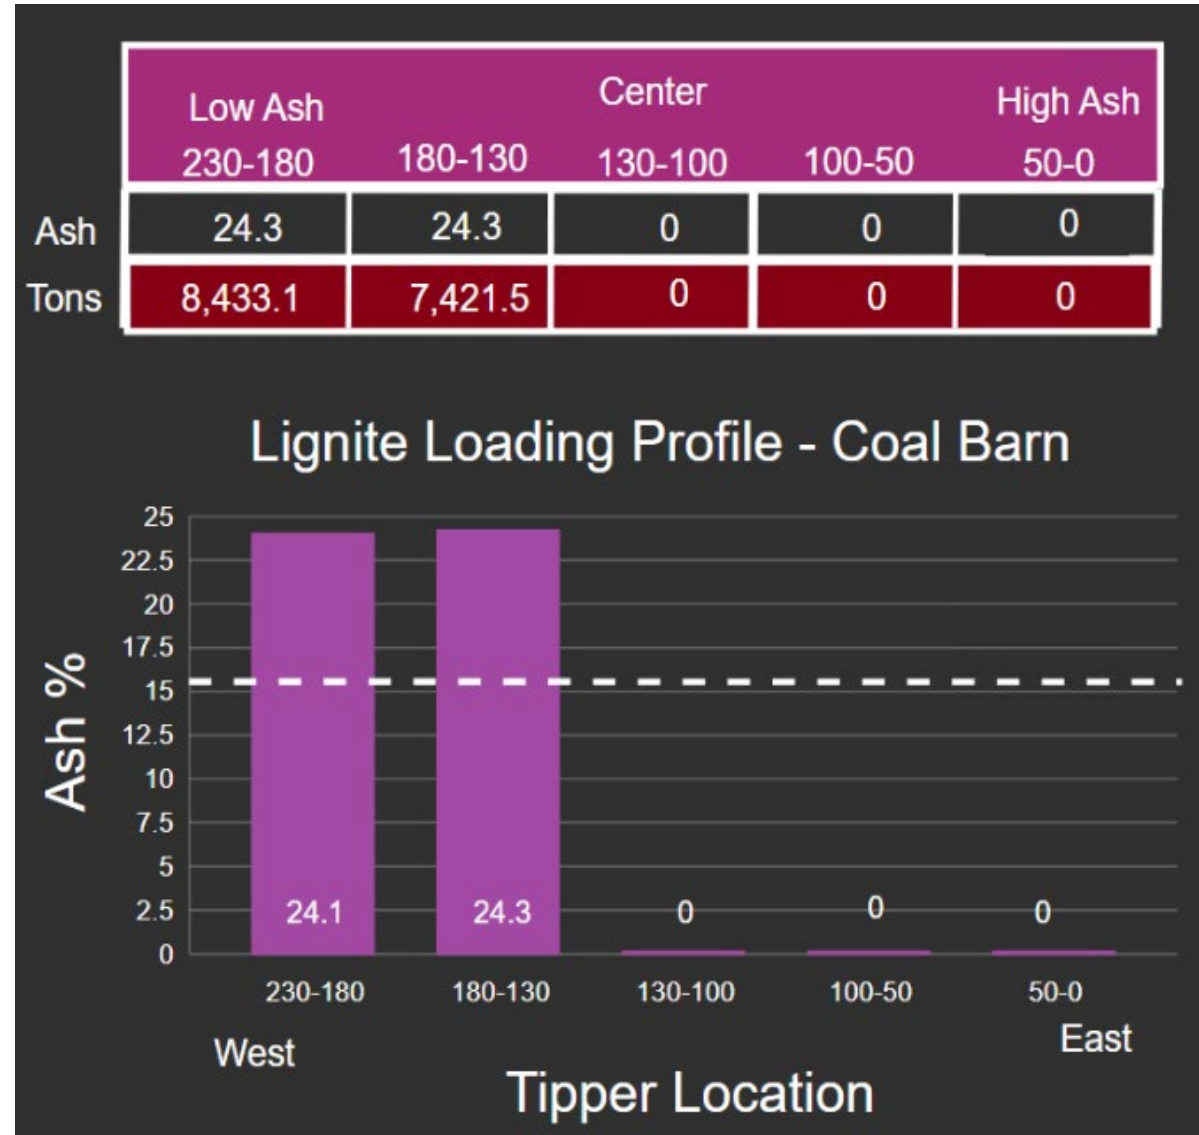 Center
Low Ash High Ash
230-180 180-130 130-100 100-50 50-0
Ash 24.3 24.3 0 0 0
Tons 8,433.1 7,421.5 0 0 0
Lignite Loading Profile - Coal Barn
25
22.5
20
17.5
15
12.5
10
7.5
5
2.5
0
Ash %
24.1 24.3 0 0 0
230-180 180-130 130-100 100-50 50-0
West East
Tipper Location